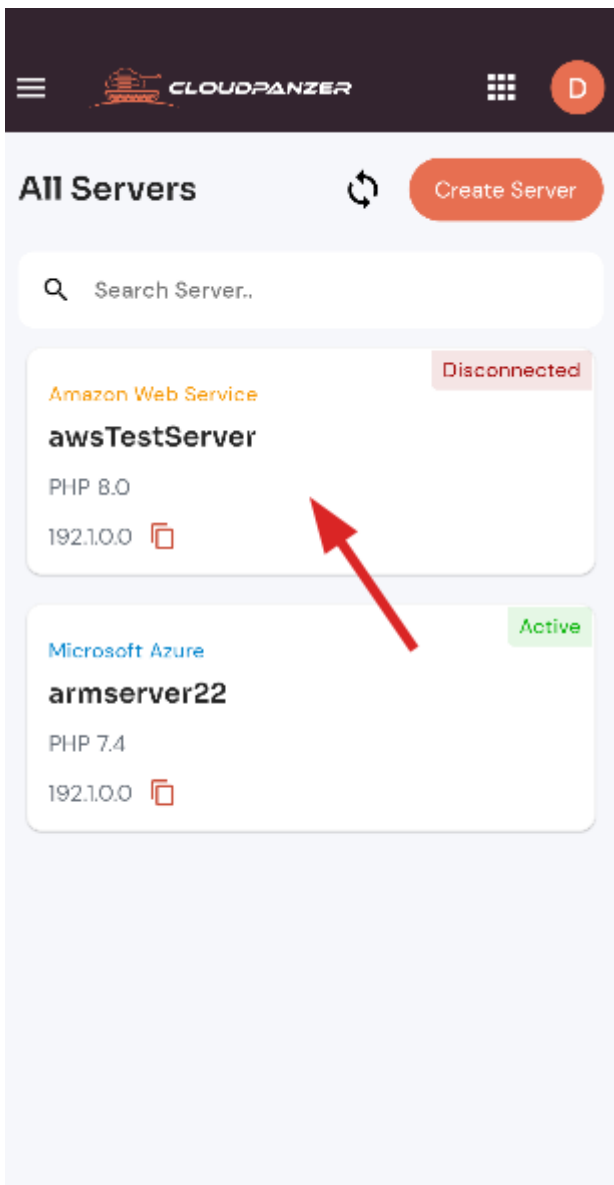 CLOUDPANZER
D
All Servers
Create Server
Search Server..
Disconnected
Amazon Web Service
awsTestServer
PHP 8.0
192.1.0.0
Active
Microsoft Azure
armserver22
PHP 7.4
192.1.0.0